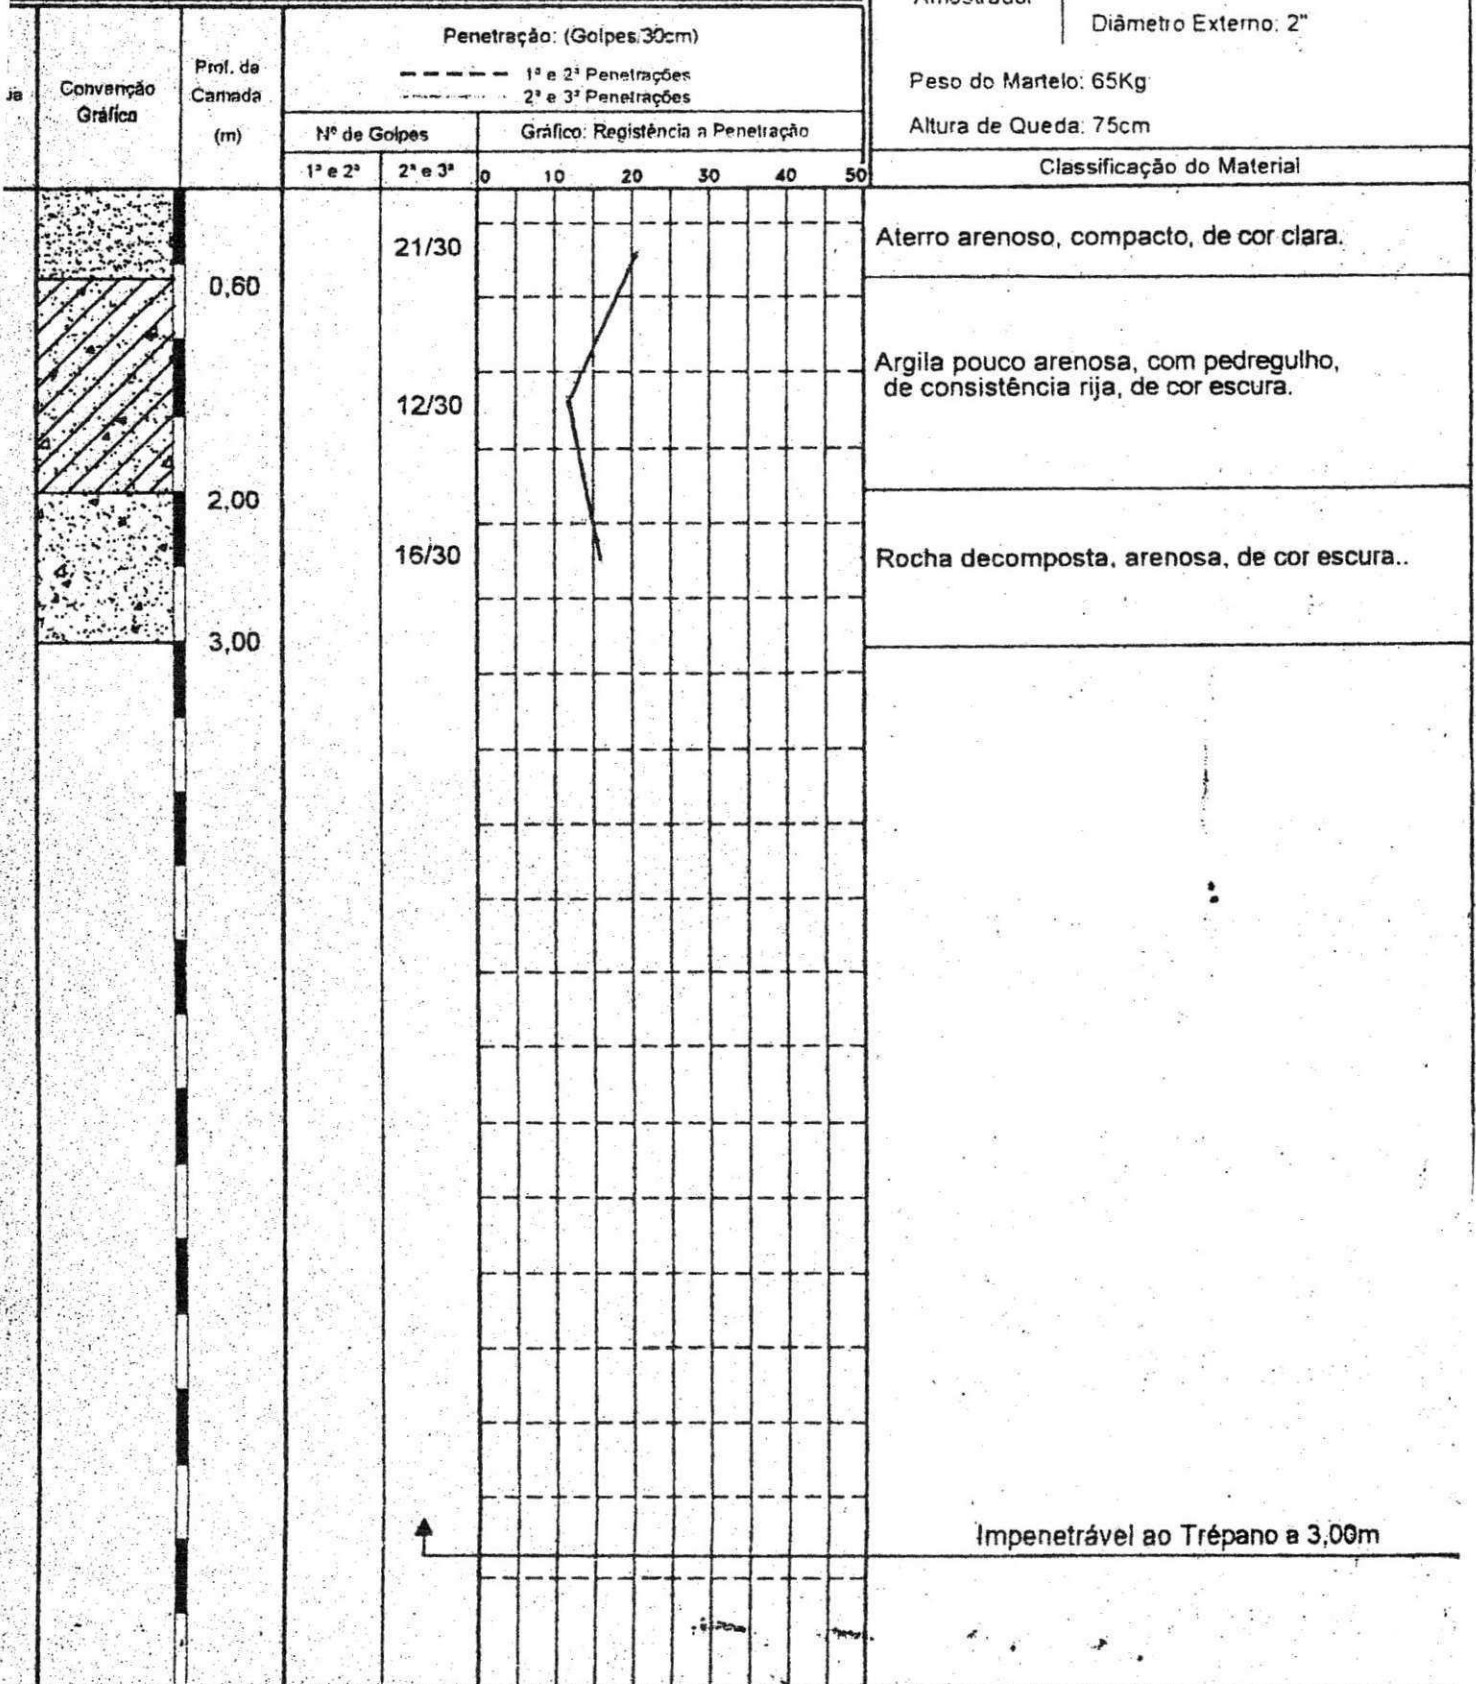 Diâmetro Externo: 2"
Peso do Martelo: 65Kg
Altura de Queda: 75cm
Classificação do Material
Convenção
Gráfica
Prof. da
Camada
(m)
Penetração: (Golpes/30cm)
1ª e 2ª Penetrações
2ª e 3ª Penetrações
Nº de Golpes
Gráfico: Registência a Penetração
1ª e 2ª
2ª e 3ª
0 10 20 30 40 50
21/30
Aterro arenoso, compacto, de cor clara.
0,60
Argila pouco arenosa, com pedregulho,
de consistência rija, de cor escura.
12/30
2,00
16/30
Rocha decomposta, arenosa, de cor escura..
3,00
Impenetrável ao Trépano a 3,00m